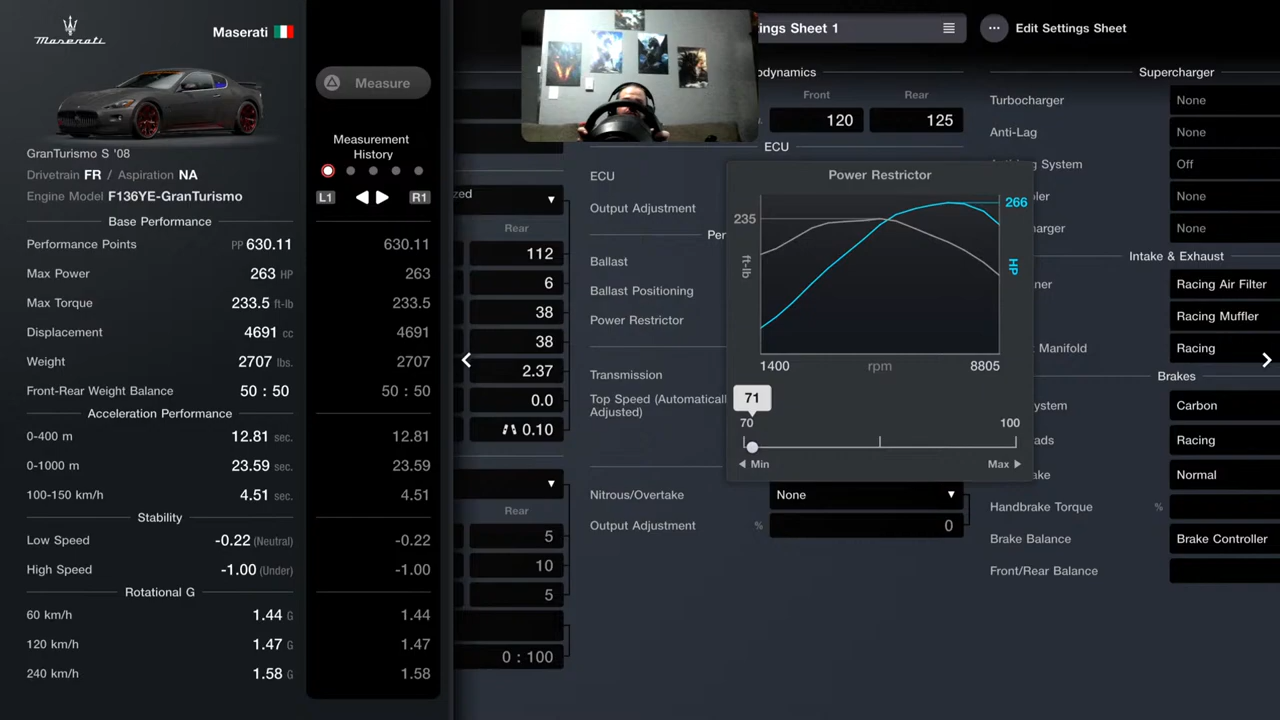 Maserati
Maserati
GranTurismo S '08
Drivetrain FR / Aspiration NA
Engine Model F136YE-GranTurismo
Base Performance
Performance Points PP 630.11
Max Power 263 HP
Max Torque 233.5 ft-lb
Displacement 4691 cc
Weight 2707 lbs.
Front-Rear Weight Balance 50 : 50
Acceleration Performance
0-400 m 12.81 sec.
0-1000 m 23.59 sec.
100-150 km/h 4.51 sec.
Stability
Low Speed -0.22 (Neutral)
High Speed -1.00 (Under)
Rotational G
60 km/h 1.44 G
120 km/h 1.47 G
240 km/h 1.58 G
Measure
Measurement
History
L1 R1
630.11
263
233.5
4691
2707
50 : 50
12.81
23.59
4.51
-0.22
-1.00
1.44
1.47
1.58
zed
Rear
112
6
38
38
2.37
0.0
0.10
Rear
5
10
5
0 : 100
ings Sheet 1
Edit Settings Sheet
odynamics
Front Rear
120 125
ECU
ECU
Output Adjustment
Per
Ballast
Ballast Positioning
Power Restrictor
Transmission
Top Speed (Automatically
Adjusted)
Nitrous/Overtake None
Output Adjustment % 0
Power Restrictor
235 266
ft-lb HP
1400 rpm 8805
71
70 100
Min Max
Supercharger
Turbocharger None
Anti-Lag None
System Off
ler None
harger None
Intake & Exhaust
ner Racing Air Filter
Racing Muffler
Manifold Racing
Brakes
ystem Carbon
ads Racing
ke Normal
Handbrake Torque %
Brake Balance Brake Controller
Front/Rear Balance